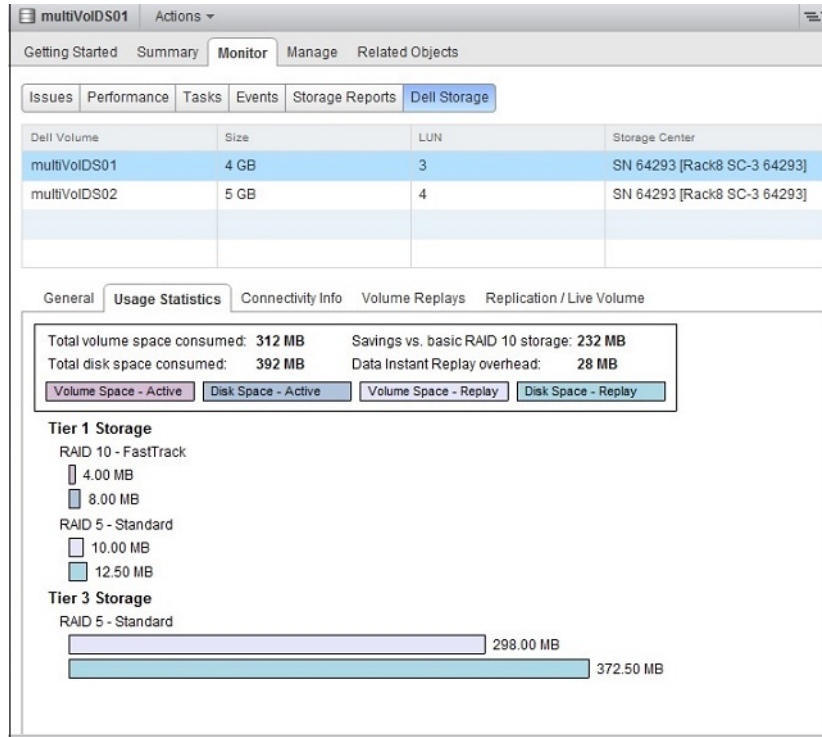 multiVolDS01 Actions
Getting Started Summary Monitor Manage Related Objects
Issues Performance Tasks Events Storage Reports Dell Storage
Dell Volume Size LUN Storage Center
multiVolDS01 4 GB 3 SN 64293 [Rack8 SC-3 64293]
multiVolDS02 5 GB 4 SN 64293 [Rack8 SC-3 64293]
General Usage Statistics Connectivity Info Volume Replays Replication / Live Volume
Total volume space consumed: 312 MB Savings vs. basic RAID 10 storage: 232 MB
Total disk space consumed: 392 MB Data Instant Replay overhead: 28 MB
Volume Space - Active Disk Space - Active Volume Space - Replay Disk Space - Replay
Tier 1 Storage
RAID 10 - FastTrack
4.00 MB
8.00 MB
RAID 5 - Standard
10.00 MB
12.50 MB
Tier 3 Storage
RAID 5 - Standard
298.00 MB
372.50 MB